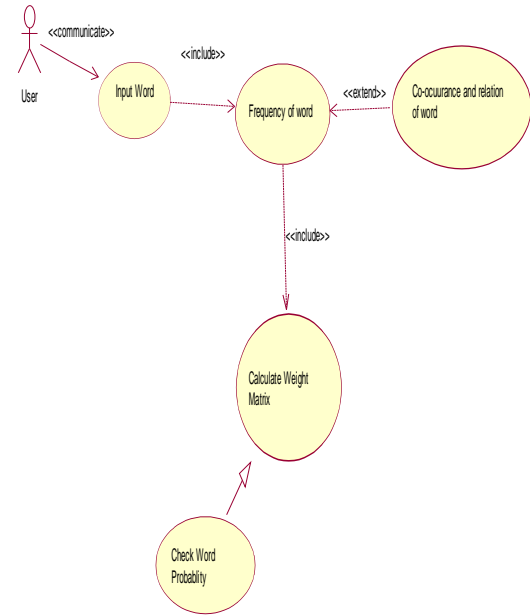 <<communicate>>
<<include>>
User
Input Word
Frequency of word
<<extend>>
Co-ocuurance and relation
of word
<<include>>
Calculate Weight
Matrix
Check Word
Probablity